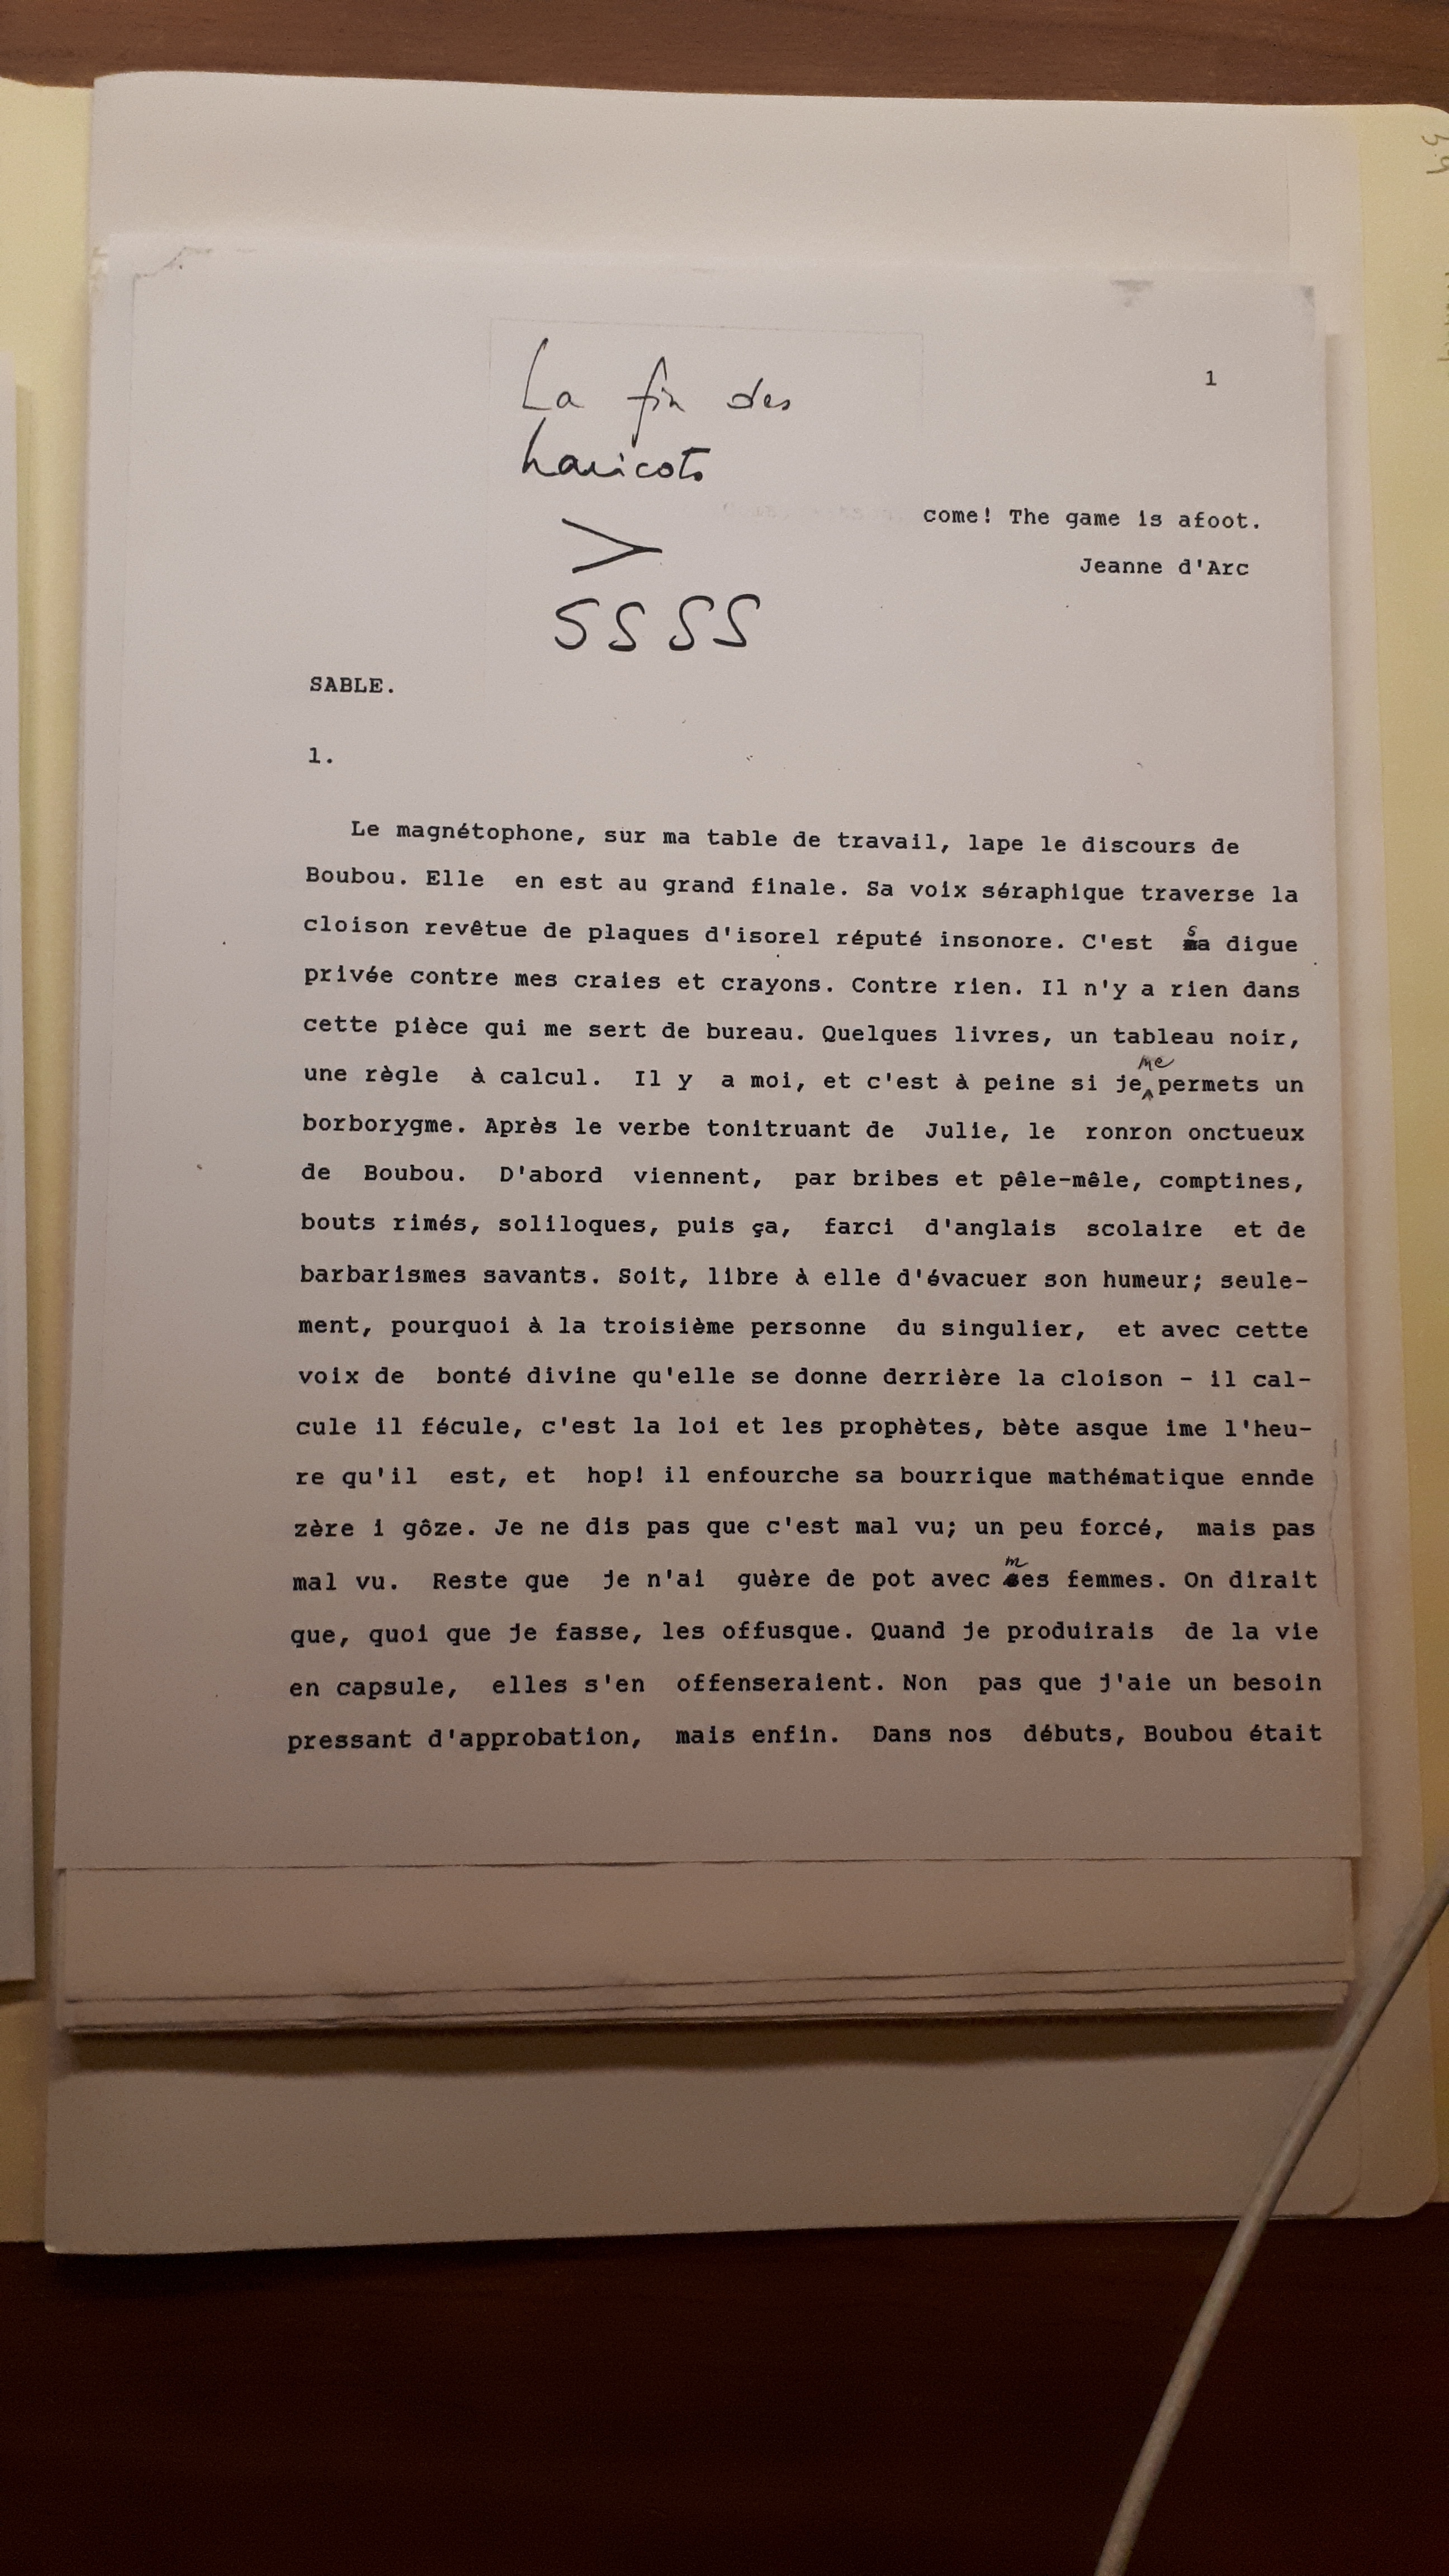 La fin des
haricots
>
SSSS
1
come! The game is afoot.
Jeanne d'Arc
SABLE.
1.
Le magnétophone, sur ma table de travail, lape le discours de
Boubou. Elle en est au grand finale. Sa voix séraphique traverse la
cloison revêtue de plaques d'isorel réputé insonore. C'est sa digue
privée contre mes craies et crayons. Contre rien. Il n'y a rien dans
cette pièce qui me sert de bureau. Quelques livres, un tableau noir,
une règle à calcul. Il y a moi, et c'est à peine si je me permets un
borborygme. Après le verbe tonitruant de Julie, le ronron onctueux
de Boubou. D'abord viennent, par bribes et pêle-mêle, comptines,
bouts rimés, soliloques, puis ça, farci d'anglais scolaire et de
barbarismes savants. Soit, libre à elle d'évacuer son humeur; seule-
ment, pourquoi à la troisième personne du singulier, et avec cette
voix de bonté divine qu'elle se donne derrière la cloison - il cal-
cule il fécule, c'est la loi et les prophètes, bète asque ime l'heu-
re qu'il est, et hop! il enfourche sa bourrique mathématique ennde
zère i gôze. Je ne dis pas que c'est mal vu; un peu forcé, mais pas
mal vu. Reste que je n'ai guère de pot avec mes femmes. On dirait
que, quoi que je fasse, les offusque. Quand je produirais de la vie
en capsule, elles s'en offenseraient. Non pas que j'aie un besoin
pressant d'approbation, mais enfin. Dans nos débuts, Boubou était